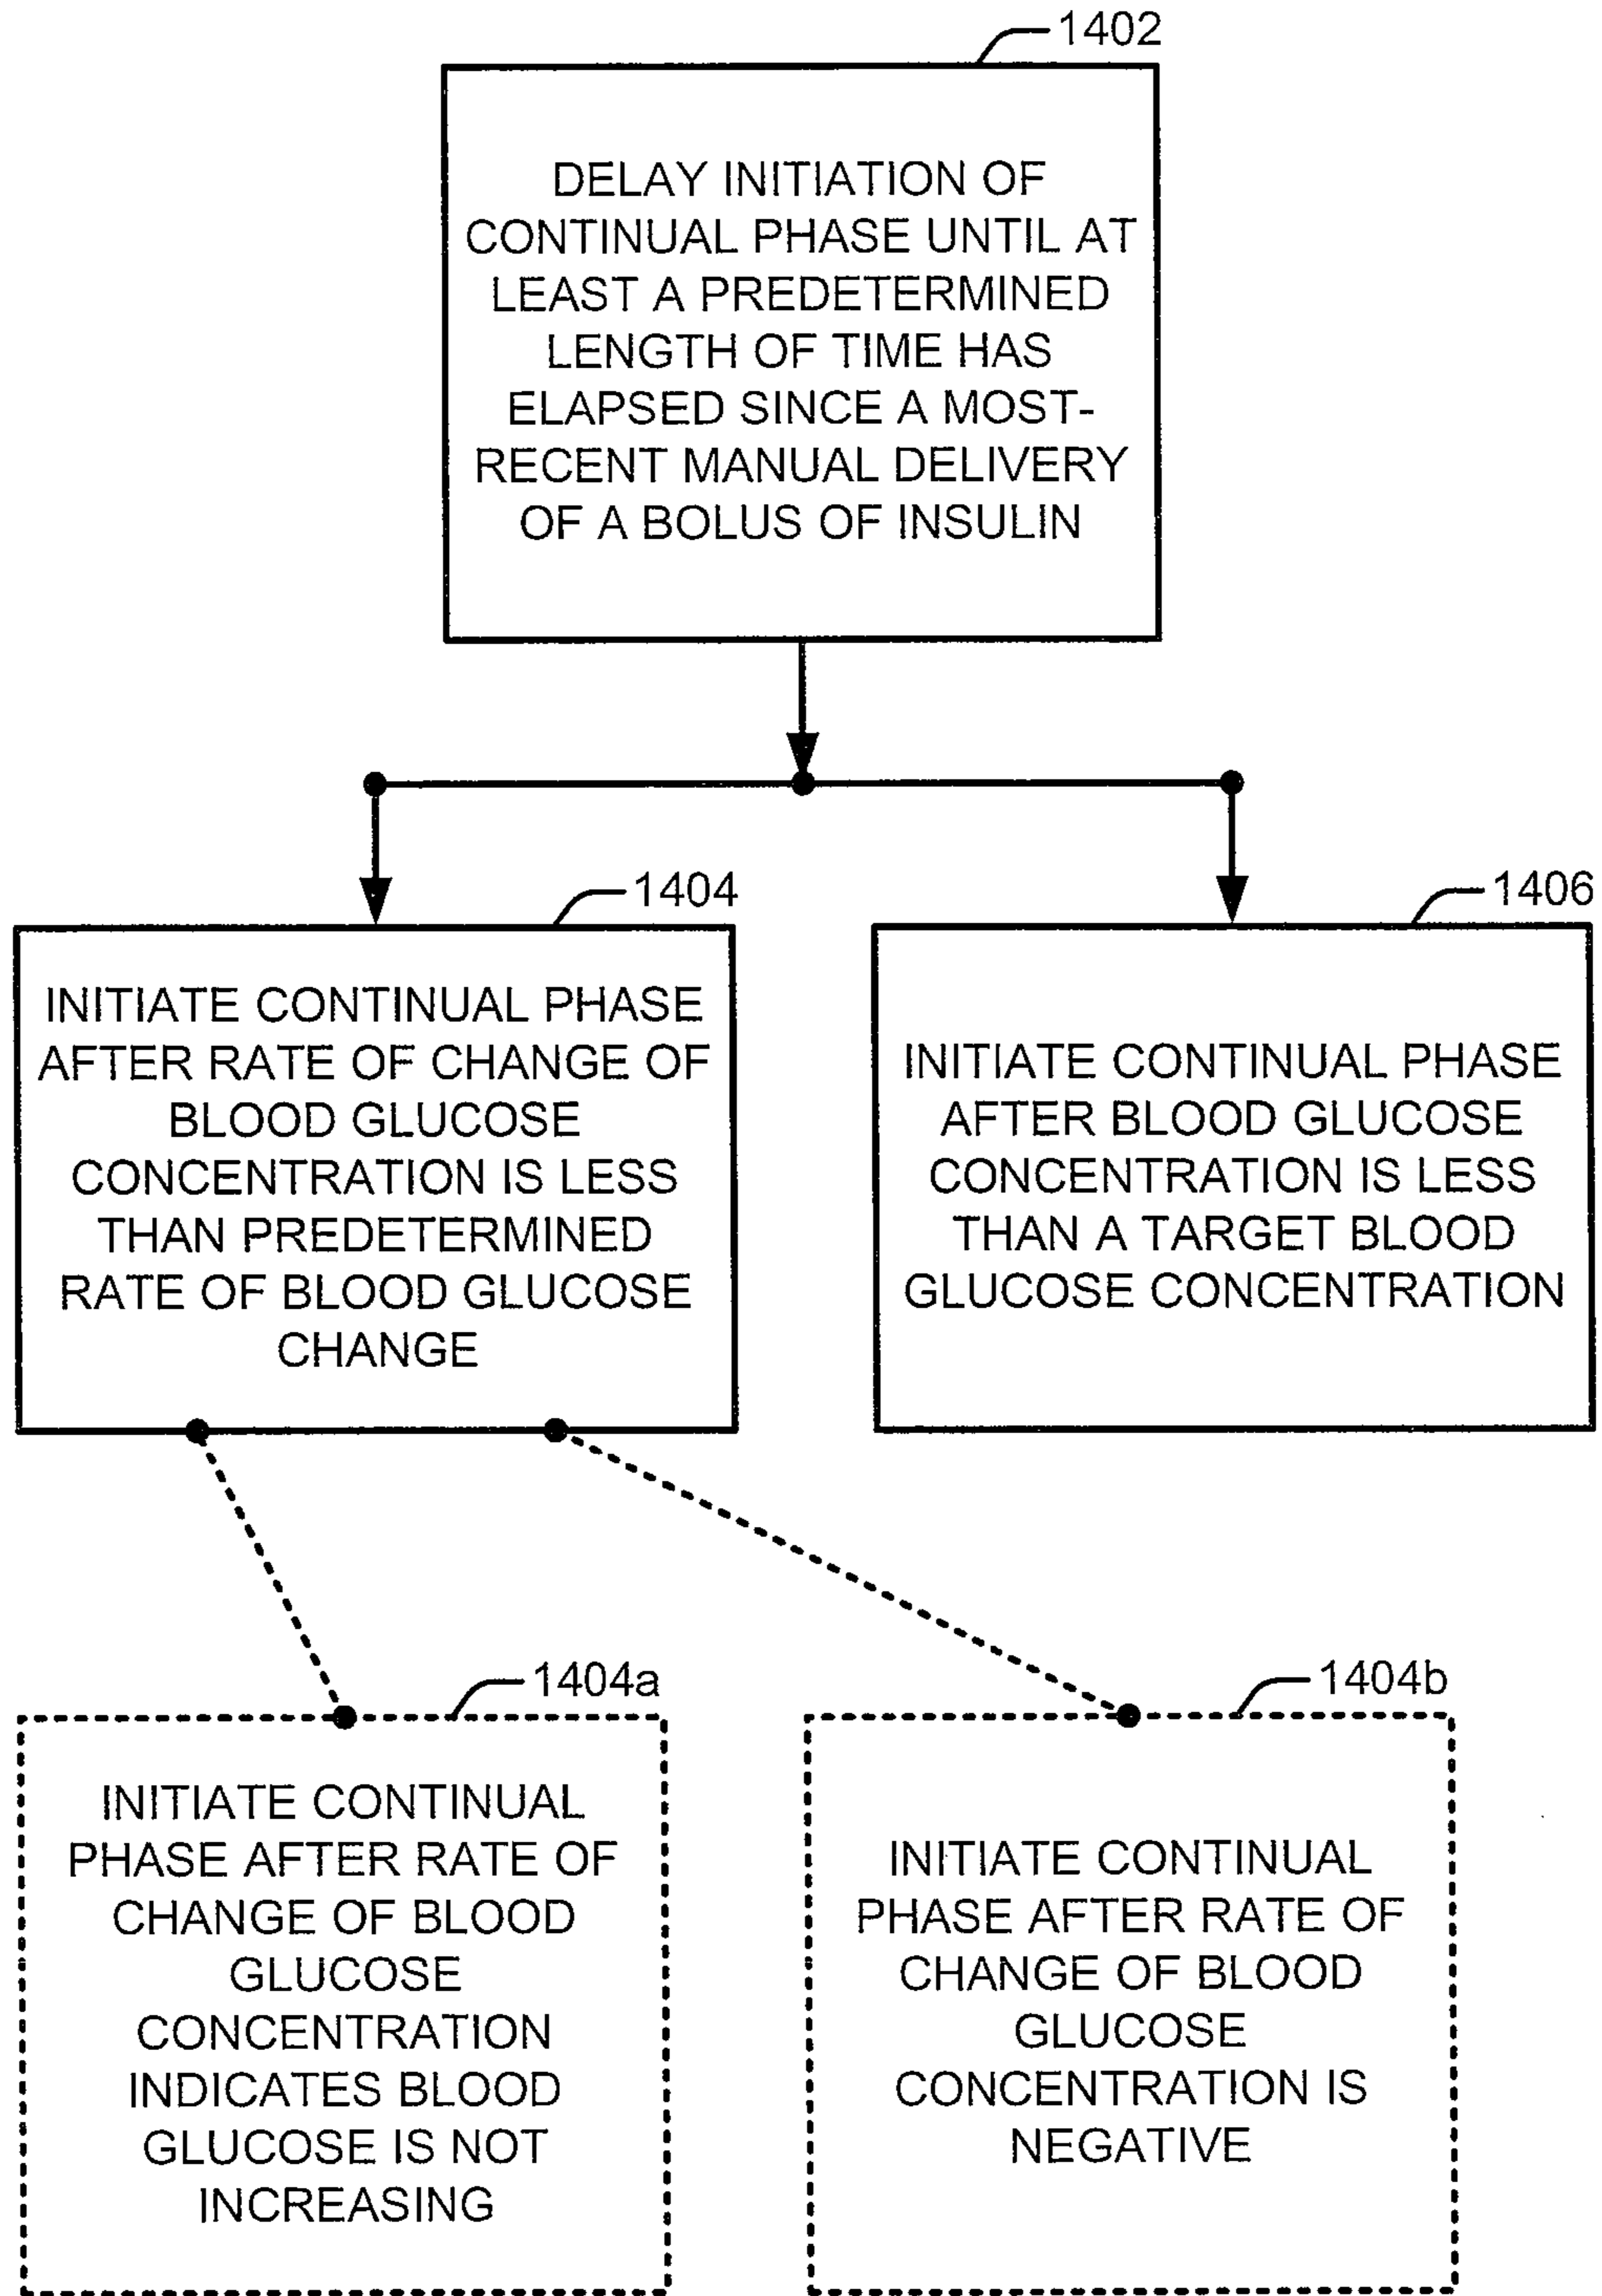 1402
DELAY INITIATION OF
CONTINUAL PHASE UNTIL AT
LEAST A PREDETERMINED
LENGTH OF TIME HAS
ELAPSED SINCE A MOST-
RECENT MANUAL DELIVERY
OF A BOLUS OF INSULIN
1404
INITIATE CONTINUAL PHASE
AFTER RATE OF CHANGE OF
BLOOD GLUCOSE
CONCENTRATION IS LESS
THAN PREDETERMINED
RATE OF BLOOD GLUCOSE
CHANGE
1406
INITIATE CONTINUAL PHASE
AFTER BLOOD GLUCOSE
CONCENTRATION IS LESS
THAN A TARGET BLOOD
GLUCOSE CONCENTRATION
1404a
INITIATE CONTINUAL
PHASE AFTER RATE OF
CHANGE OF BLOOD
GLUCOSE
CONCENTRATION
INDICATES BLOOD
GLUCOSE IS NOT
INCREASING
1404b
INITIATE CONTINUAL
PHASE AFTER RATE OF
CHANGE OF BLOOD
GLUCOSE
CONCENTRATION IS
NEGATIVE